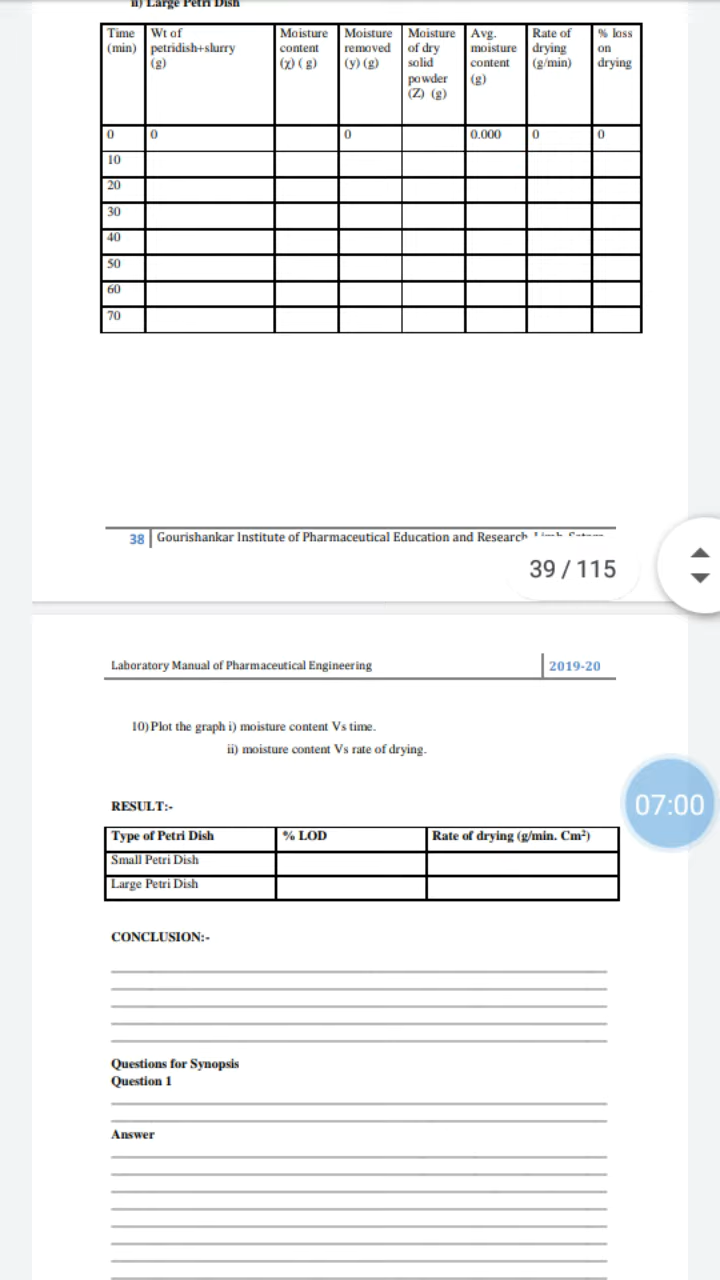 ii) Large Petri Dish
Time (min) Wt of petridish+slurry (g) Moisture content (χ) ( g) Moisture removed (y) (g) Moisture of dry solid powder (Z) (g) Avg. moisture content (g) Rate of drying (g/min) % loss on drying
0 0 0 0.000 0 0
10
20
30
40
50
60
70
38 Gourishankar Institute of Pharmaceutical Education and Research
39 / 115
Laboratory Manual of Pharmaceutical Engineering 2019-20
10) Plot the graph i) moisture content Vs time.
ii) moisture content Vs rate of drying.
07:00
RESULT:-
Type of Petri Dish % LOD Rate of drying (g/min. Cm²)
Small Petri Dish
Large Petri Dish
CONCLUSION:-
Questions for Synopsis
Question 1
Answer